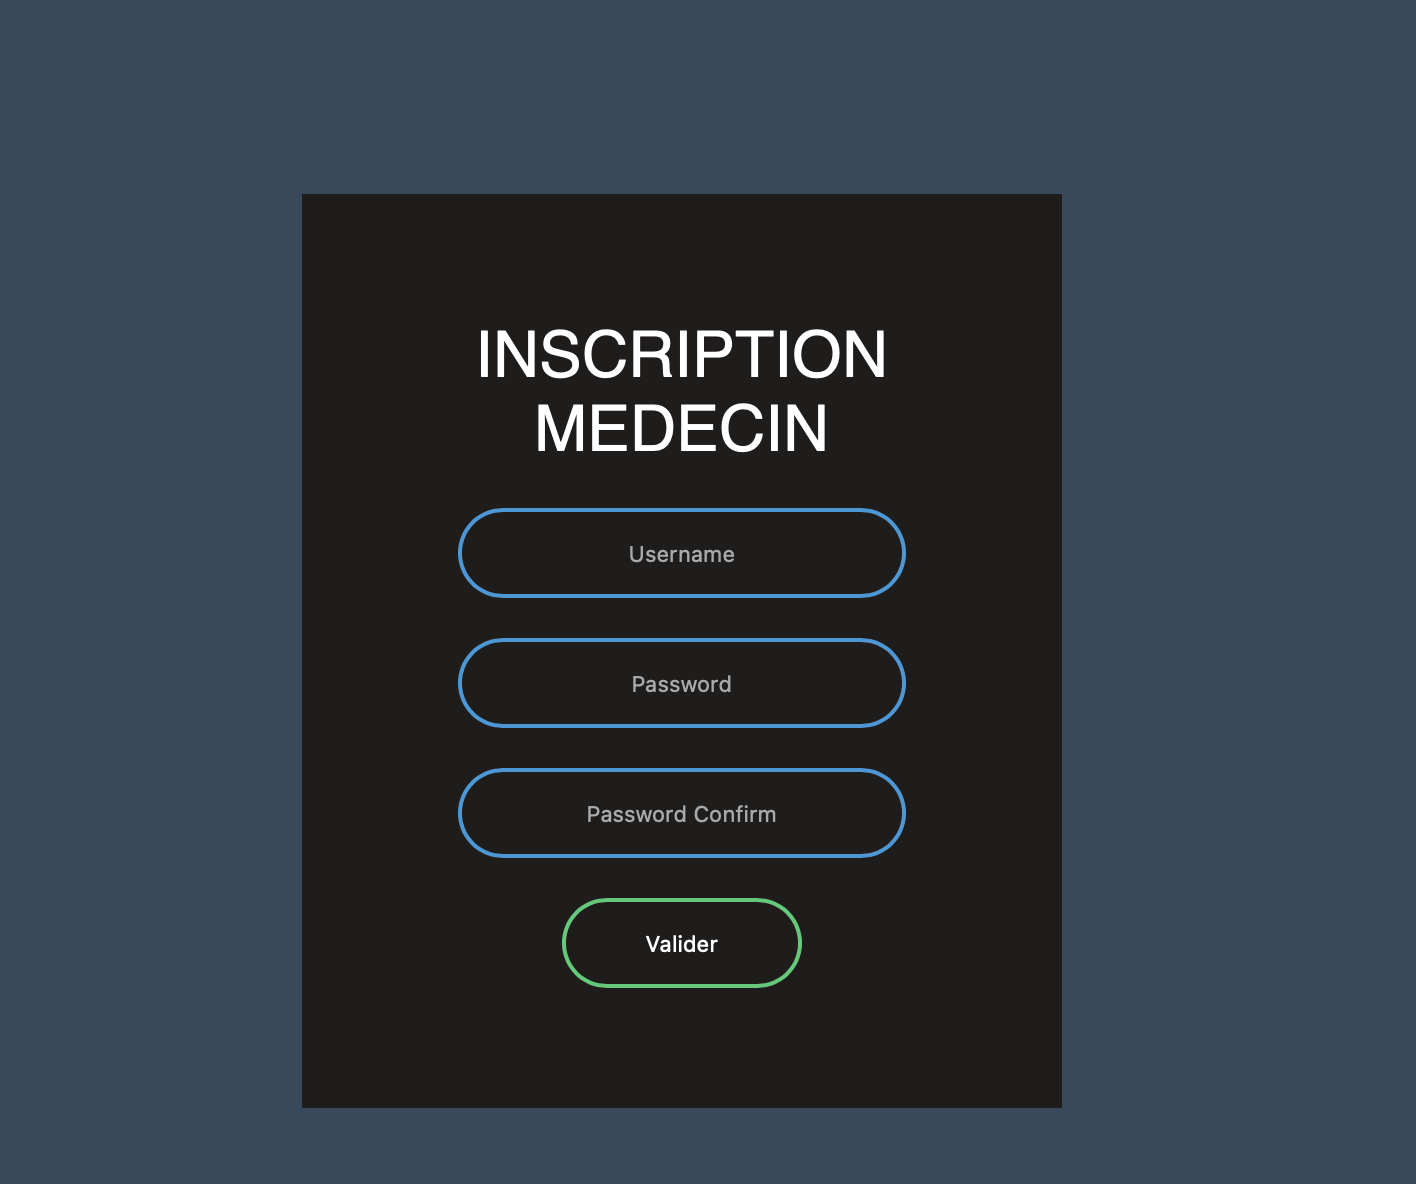 INSCRIPTION
MEDECIN
Username
Password
Password Confirm
Valider